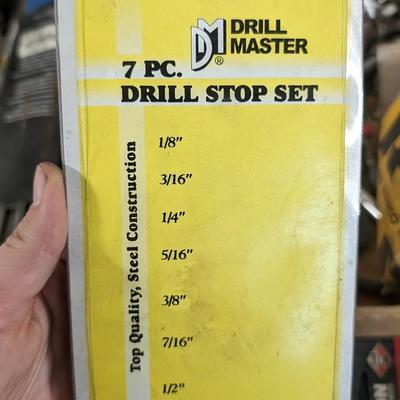 DM®
DRILL
MASTER
7 PC.
DRILL STOP SET
Top Quality, Steel Construction
1/8"
3/16"
1/4"
5/16"
3/8"
7/16"
1/2"